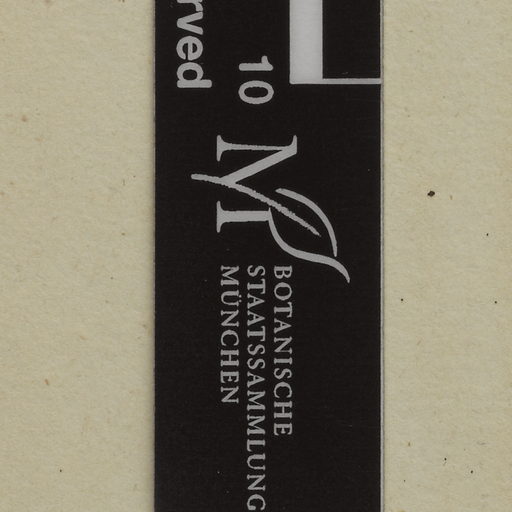 rved
10
M
BOTANISCHE
STAATSSAMMLUNG
MÜNCHEN